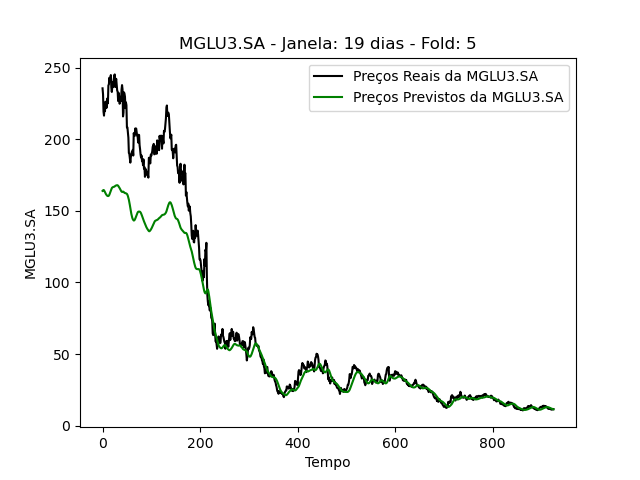 MGLU3.SA - Janela: 19 dias - Fold: 5
Preços Reais da MGLU3.SA
Preços Previstos da MGLU3.SA
250
200
150
100
50
0
MGLU3.SA
0 200 400 600 800
Tempo